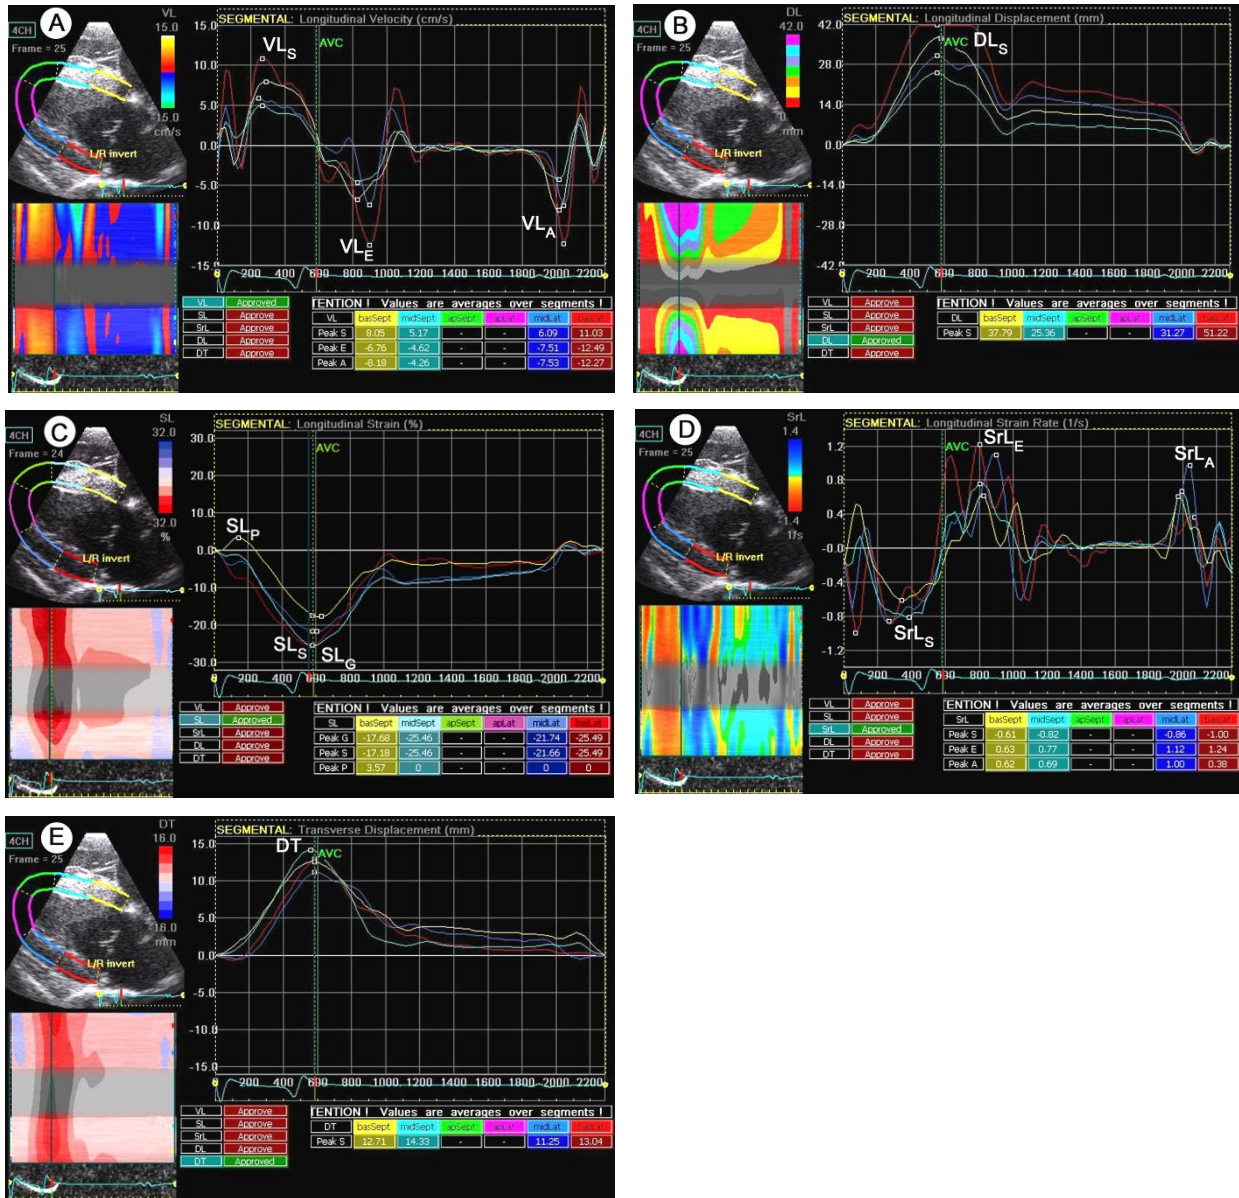 A
4CH
Frame = 25
VL
15.0
-15.0
cm/s
L/R invert
SEGMENTAL: Longitudinal Velocity (cm/s)
15.0
10.0
5.0
0.0
-5.0
-10.0
-15.0
VLS
AVC
VLE
VLA
0 200 400 600 800 1000 1200 1400 1600 1800 2000 2200
TENTION ! Values are averages over segments !
VL Approved
SL Approve
SrL Approve
DL Approve
DT Approve
VL basSept midSept apSept apLat midLat basLat
Peak S 8.05 5.17 - - 6.09 11.03
Peak E -6.76 -4.62 - - -7.51 -12.49
Peak A -8.18 -4.26 - - -7.53 -12.27
B
4CH
Frame = 25
DL
42.0
0
mm
L/R invert
SEGMENTAL: Longitudinal Displacement (mm)
42.0
28.0
14.0
0.0
-14.0
-28.0
-42.0
AVC
DLS
0 200 400 600 800 1000 1200 1400 1600 1800 2000 2200
TENTION ! Values are averages over segments !
VL Approve
SL Approve
SrL Approve
DL Approved
DT Approve
DL basSept midSept apSept apLat midLat basLat
Peak S 37.79 25.36 - - 31.27 51.22
C
4CH
Frame = 24
SL
32.0
-32.0
%
L/R invert
SEGMENTAL: Longitudinal Strain (%)
30.0
20.0
10.0
0.0
-10.0
-20.0
-30.0
AVC
SLP
SLS
SLG
0 200 400 600 800 1000 1200 1400 1600 1800 2000 2200
ENTION ! Values are averages over segments !
VL Approve
SL Approved
SrL Approve
DL Approve
DT Approve
SL basSept midSept apSept apLat midLat basLat
Peak G -17.68 -25.46 - - -21.74 -25.49
Peak S -17.18 -25.46 - - -21.66 -25.49
Peak P 3.57 0 - - 0 0
D
4CH
Frame = 25
SrL
1.4
-1.4
1/s
L/R invert
SEGMENTAL: Longitudinal Strain Rate (1/s)
1.2
0.8
0.4
-0.0
-0.4
-0.8
-1.2
AVC
SrLE
SrLA
SrLS
0 200 400 600 800 1000 1200 1400 1600 1800 2000 2200
ENTION ! Values are averages over segments !
VL Approve
SL Approve
SrL Approved
DL Approve
DT Approve
SrL basSept midSept apSept apLat midLat basLat
Peak S -0.61 -0.82 - - -0.86 -1.00
Peak E 0.63 0.77 - - 1.12 1.24
Peak A 0.62 0.69 - - 1.00 0.38
E
4CH
Frame = 25
DT
16.0
-16.0
mm
L/R invert
SEGMENTAL: Transverse Displacement (mm)
15.0
10.0
5.0
0.0
-5.0
-10.0
-15.0
DT
AVC
0 200 400 600 800 1000 1200 1400 1600 1800 2000 2200
TENTION ! Values are averages over segments !
VL Approve
SL Approve
SrL Approve
DL Approve
DT Approved
DT basSept midSept apSept apLat midLat basLat
Peak S 12.71 14.33 - - 11.25 13.04